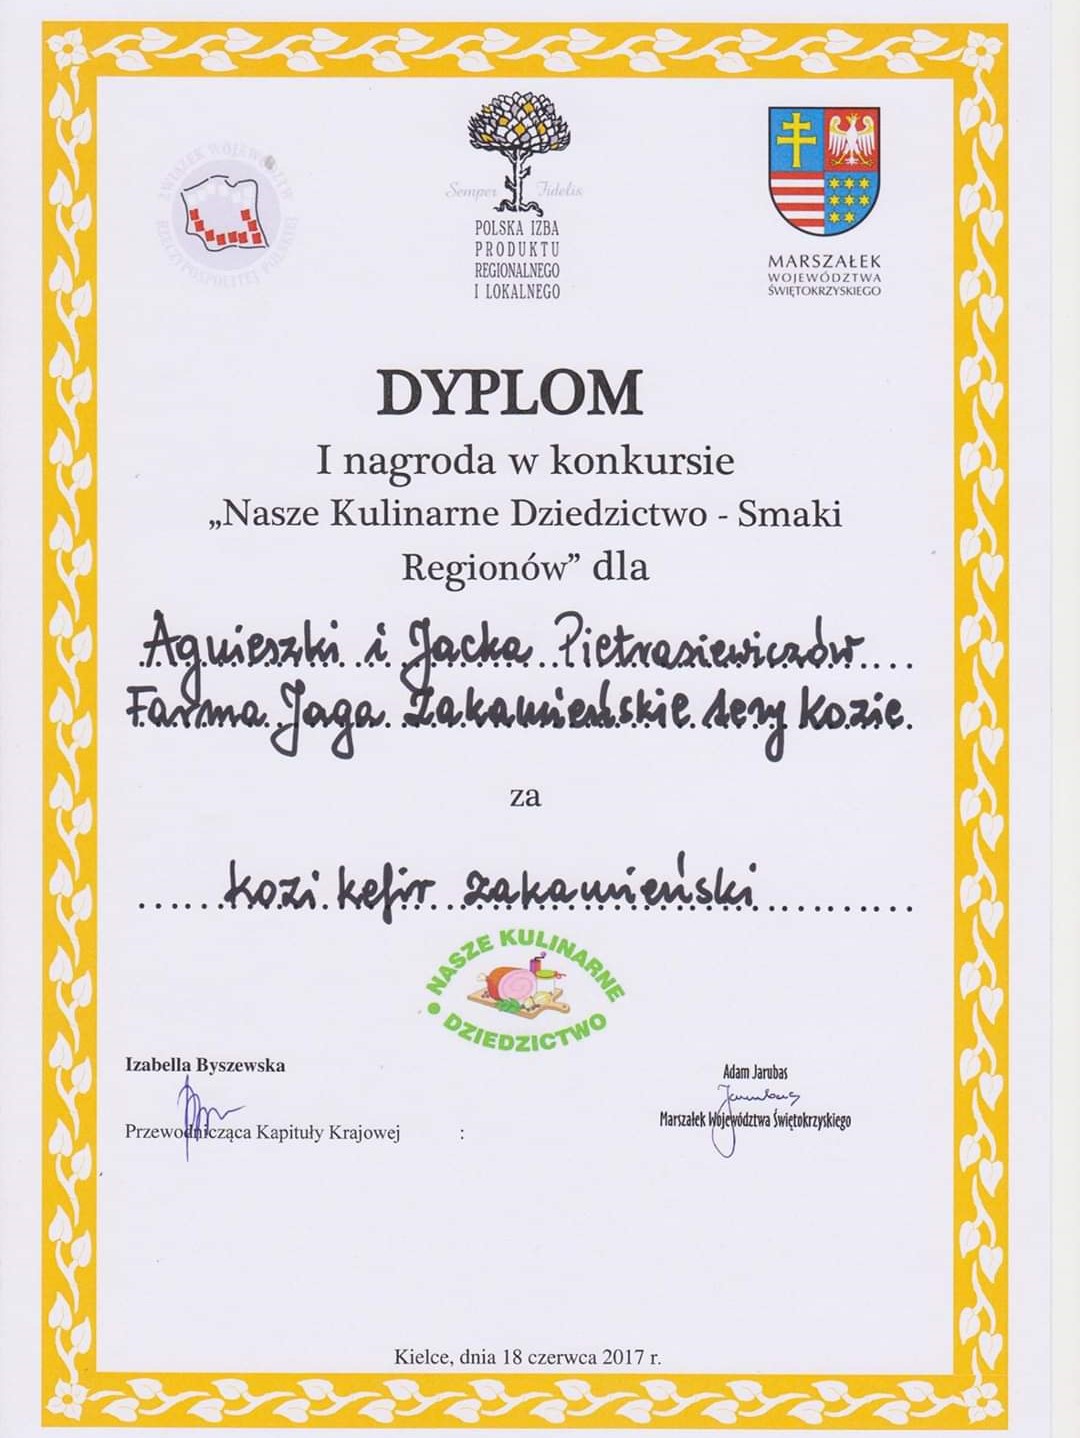 ZWIĄZEK WOJEWÓDZTW
RZECZYPOSPOLITEJ POLSKIEJ
Semper Fidelis
POLSKA IZBA
PRODUKTU
REGIONALNEGO
I LOKALNEGO
MARSZAŁEK
WOJEWÓDZTWA
ŚWIĘTOKRZYSKIEGO
DYPLOM
I nagroda w konkursie
„Nasze Kulinarne Dziedzictwo - Smaki
Regionów” dla
Agnieszki i Jacka Pietrasiewiczów
Farma Jaga Zakamieńskie sery kozie
za
kozi kefir zakamieński
NASZE KULINARNE
DZIEDZICTWO
Izabella Byszewska
Przewodnicząca Kapituły Krajowej :
Adam Jarubas
Marszałek Województwa Świętokrzyskiego
Kielce, dnia 18 czerwca 2017 r.